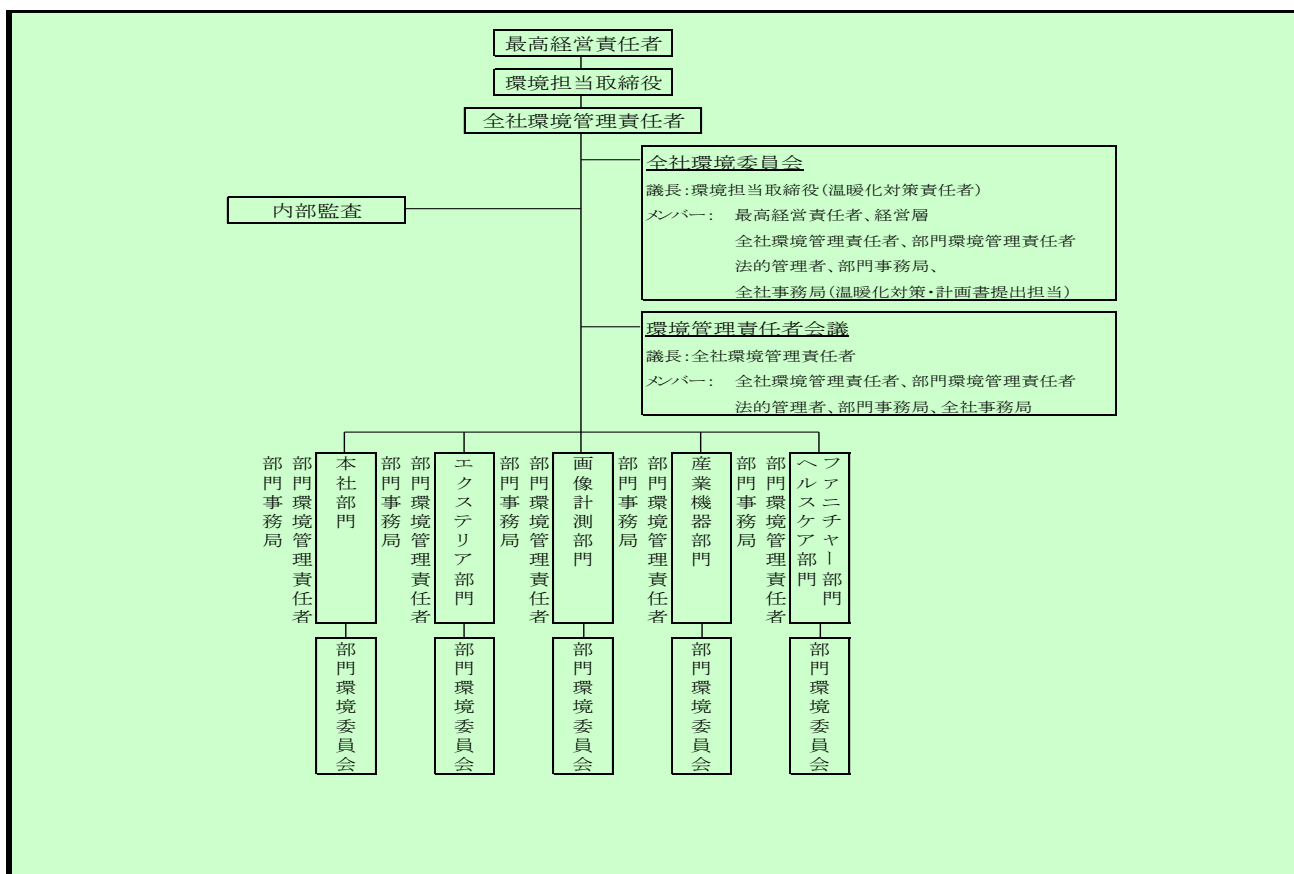 最高経営責任者
環境担当取締役
全社環境管理責任者
全社環境委員会
議長:環境担当取締役(温暖化対策責任者)
メンバー: 最高経営責任者、経営層
全社環境管理責任者、部門環境管理責任者
法的管理者、部門事務局、
全社事務局(温暖化対策・計画書提出担当)
内部監査
環境管理責任者会議
議長:全社環境管理責任者
メンバー: 全社環境管理責任者、部門環境管理責任者
法的管理者、部門事務局、全社事務局
本社部門
部門環境管理責任者
部門事務局
エクステリア部門
部門環境管理責任者
部門事務局
画像計測部門
部門環境管理責任者
部門事務局
産業機器部門
部門環境管理責任者
部門事務局
ファニチャー部門
ヘルスケア部門
部門環境管理責任者
部門事務局
部門環境委員会
部門環境委員会
部門環境委員会
部門環境委員会
部門環境委員会